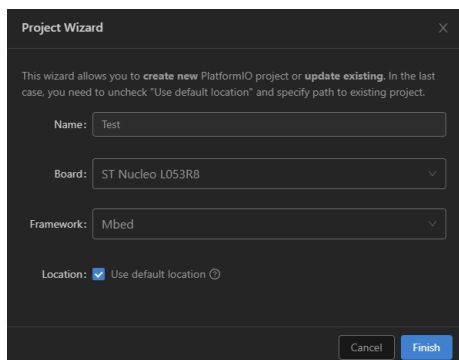 Project Wizard
This wizard allows you to create new PlatformIO project or update existing. In the last
case, you need to uncheck "Use default location" and specify path to existing project.
Name: Test
Board: ST Nucleo L053R8
Framework: Mbed
Location: Use default location
Cancel Finish